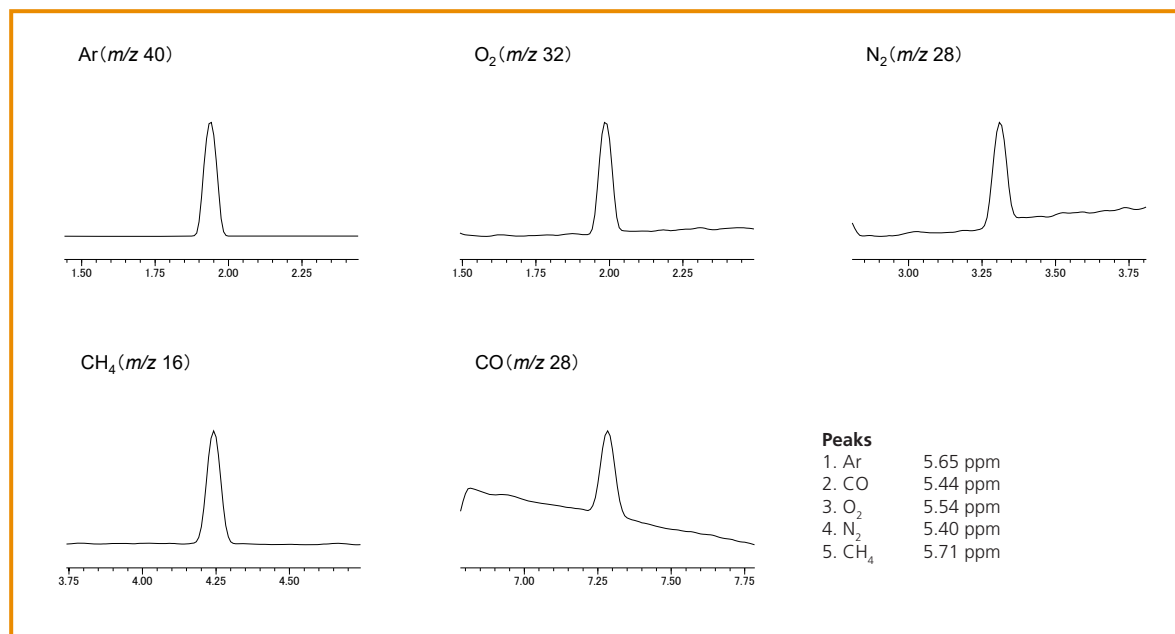 Ar(m/z 40)
O₂(m/z 32)
N₂(m/z 28)
1.50 1.75 2.00 2.25
1.50 1.75 2.00 2.25
3.00 3.25 3.50 3.75
CH₄(m/z 16)
CO(m/z 28)
3.75 4.00 4.25 4.50
7.00 7.25 7.50 7.75
Peaks
1. Ar 5.65 ppm
2. CO 5.44 ppm
3. O₂ 5.54 ppm
4. N₂ 5.40 ppm
5. CH₄ 5.71 ppm